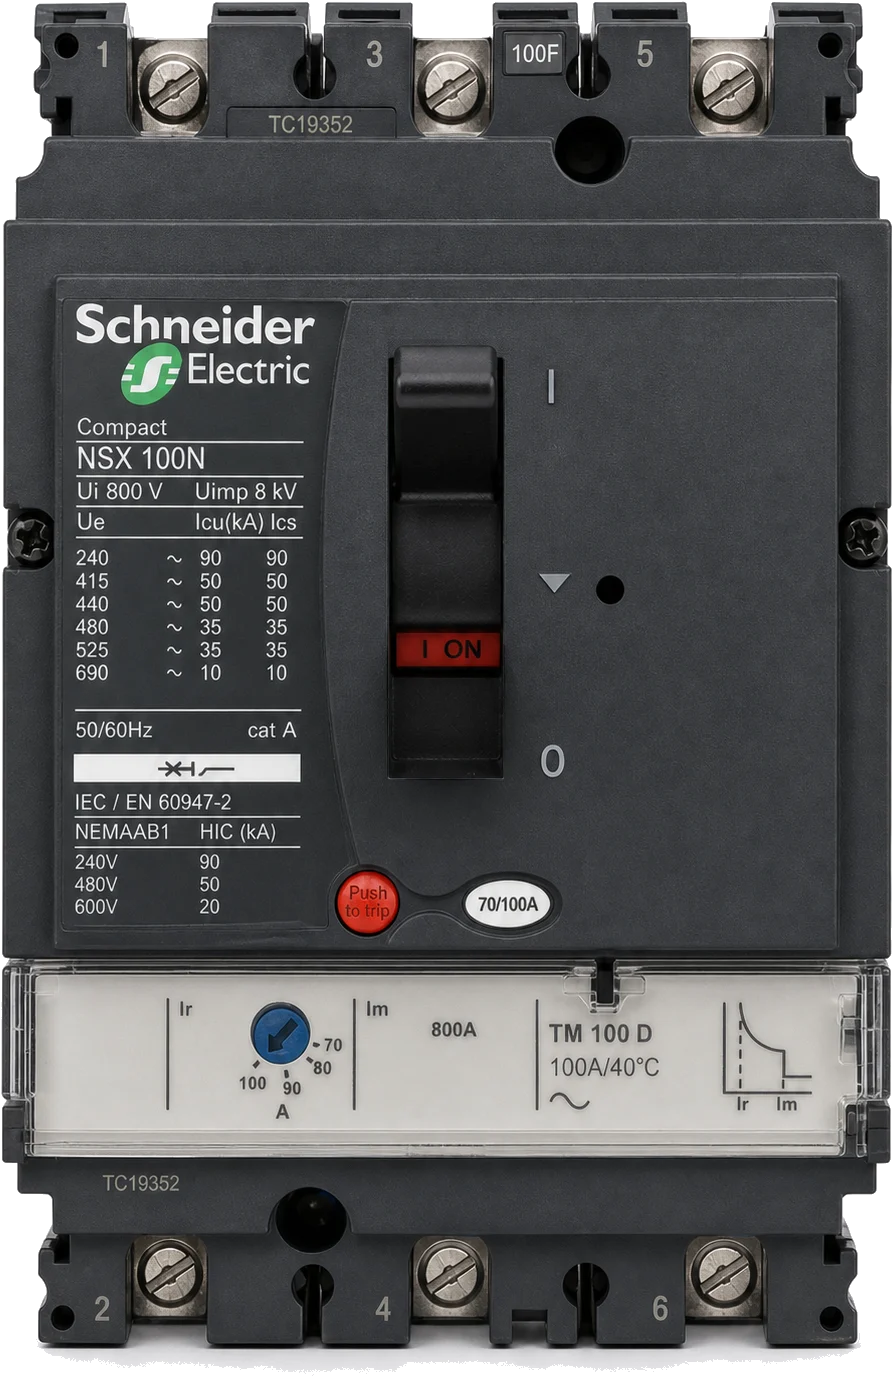 1 3 100F 5
TC19352
Schneider
Electric
Compact
NSX 100N
Ui 800 V Uimp 8 kV
Ue Icu(kA) Ics
240 ~ 90 90
415 ~ 50 50
440 ~ 50 50
480 ~ 35 35
525 ~ 35 35
690 ~ 10 10
50/60Hz cat A
IEC / EN 60947-2
NEMAAB1 HIC (kA)
240V 90
480V 50
600V 20
I
I ON
O
Push
to trip
70/100A
Ir
70
80
90
100
A
Im
800A
TM 100 D
100A/40°C
~
Ir Im
TC19352
2 4 6